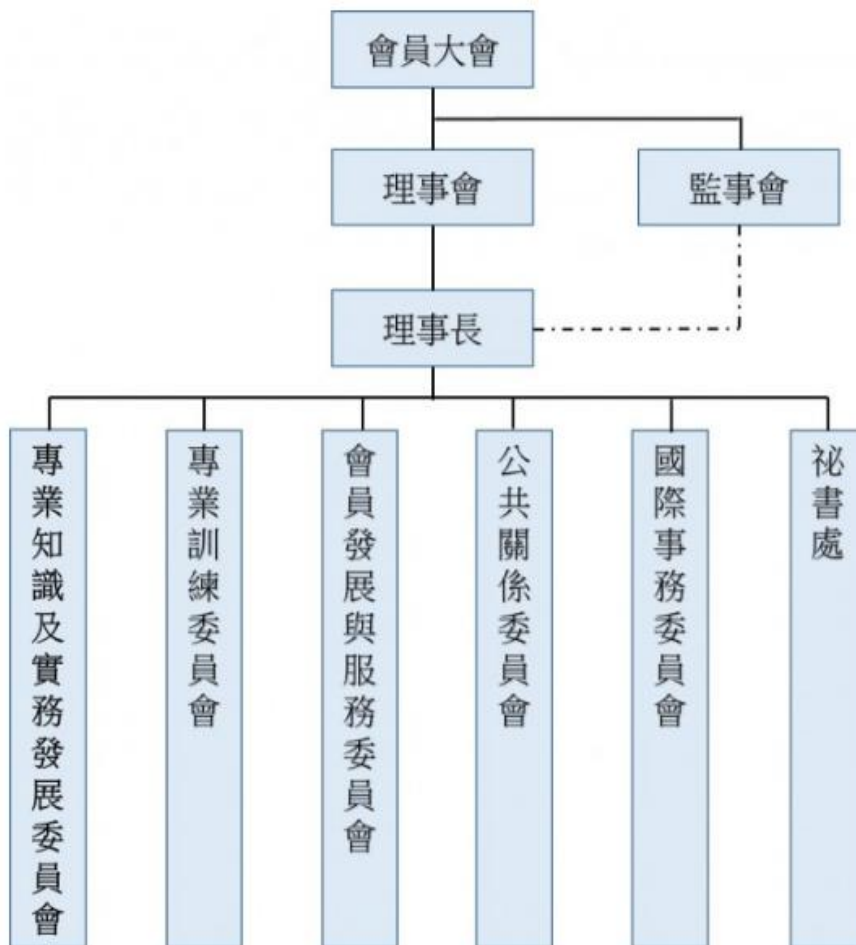 會員大會
理事會
監事會
理事長
專業知識及實務發展委員會
專業訓練委員會
會員發展與服務委員會
公共關係委員會
國際事務委員會
祕書處